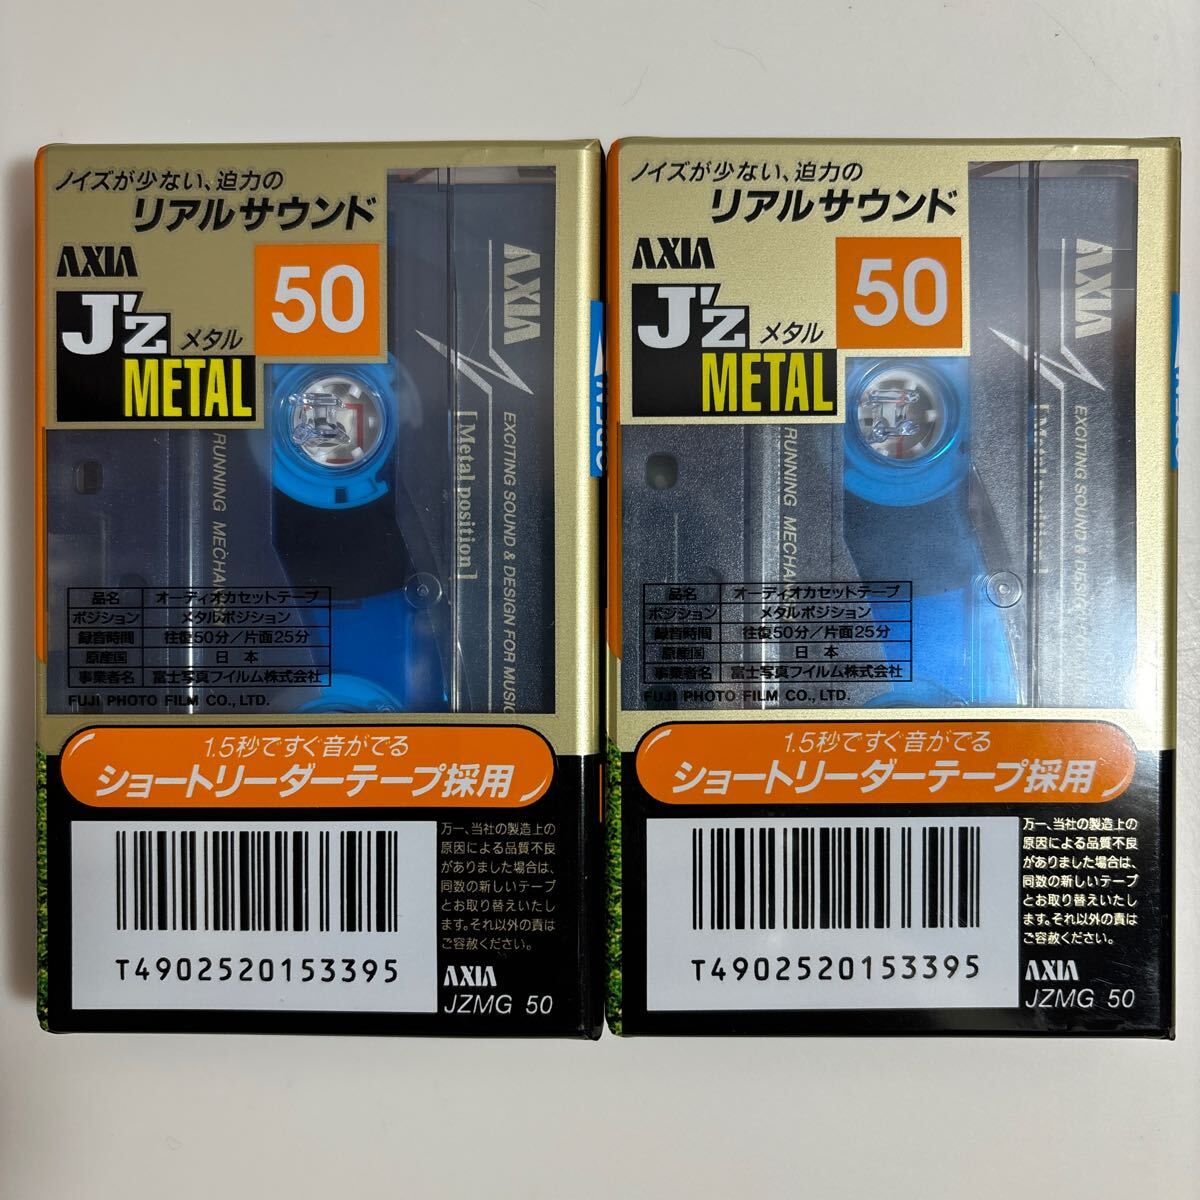 ノイズが少ない、迫力の
リアルサウンド
AXIA
50
J'z
メタル
METAL
AXIA
[Metal position]
EXCITING SOUND & DESIGN FOR MUSIC
RUNNING MECHA
品名 オーディオカセットテープ
ポジション メタルポジション
録音時間 往復50分/片面25分
原産国 日本
事業者名 富士写真フイルム株式会社
FUJI PHOTO FILM CO., LTD.
1.5秒ですぐ音がでる
ショートリーダーテープ採用
T4902520153395
万一、当社の製造上の
原因による品質不良
がありました場合は、
同数の新しいテープ
とお取り替えいたし
ます。それ以外の責は
ご容赦ください。
AXIA
JZMG 50
ノイズが少ない、迫力の
リアルサウンド
AXIA
50
J'z
メタル
METAL
AXIA
[Metal position]
EXCITING SOUND & DESIGN FOR
RUNNING MECHA
品名 オーディオカセットテープ
ポジション メタルポジション
録音時間 往復50分/片面25分
原産国 日本
事業者名 富士写真フイルム株式会社
FUJI PHOTO FILM CO., LTD.
1.5秒ですぐ音がでる
ショートリーダーテープ採用
T4902520153395
万一、当社の製造上の
原因による品質不良
がありました場合は、
同数の新しいテープ
とお取り替えいたし
ます。それ以外の責は
ご容赦ください。
AXIA
JZMG 50